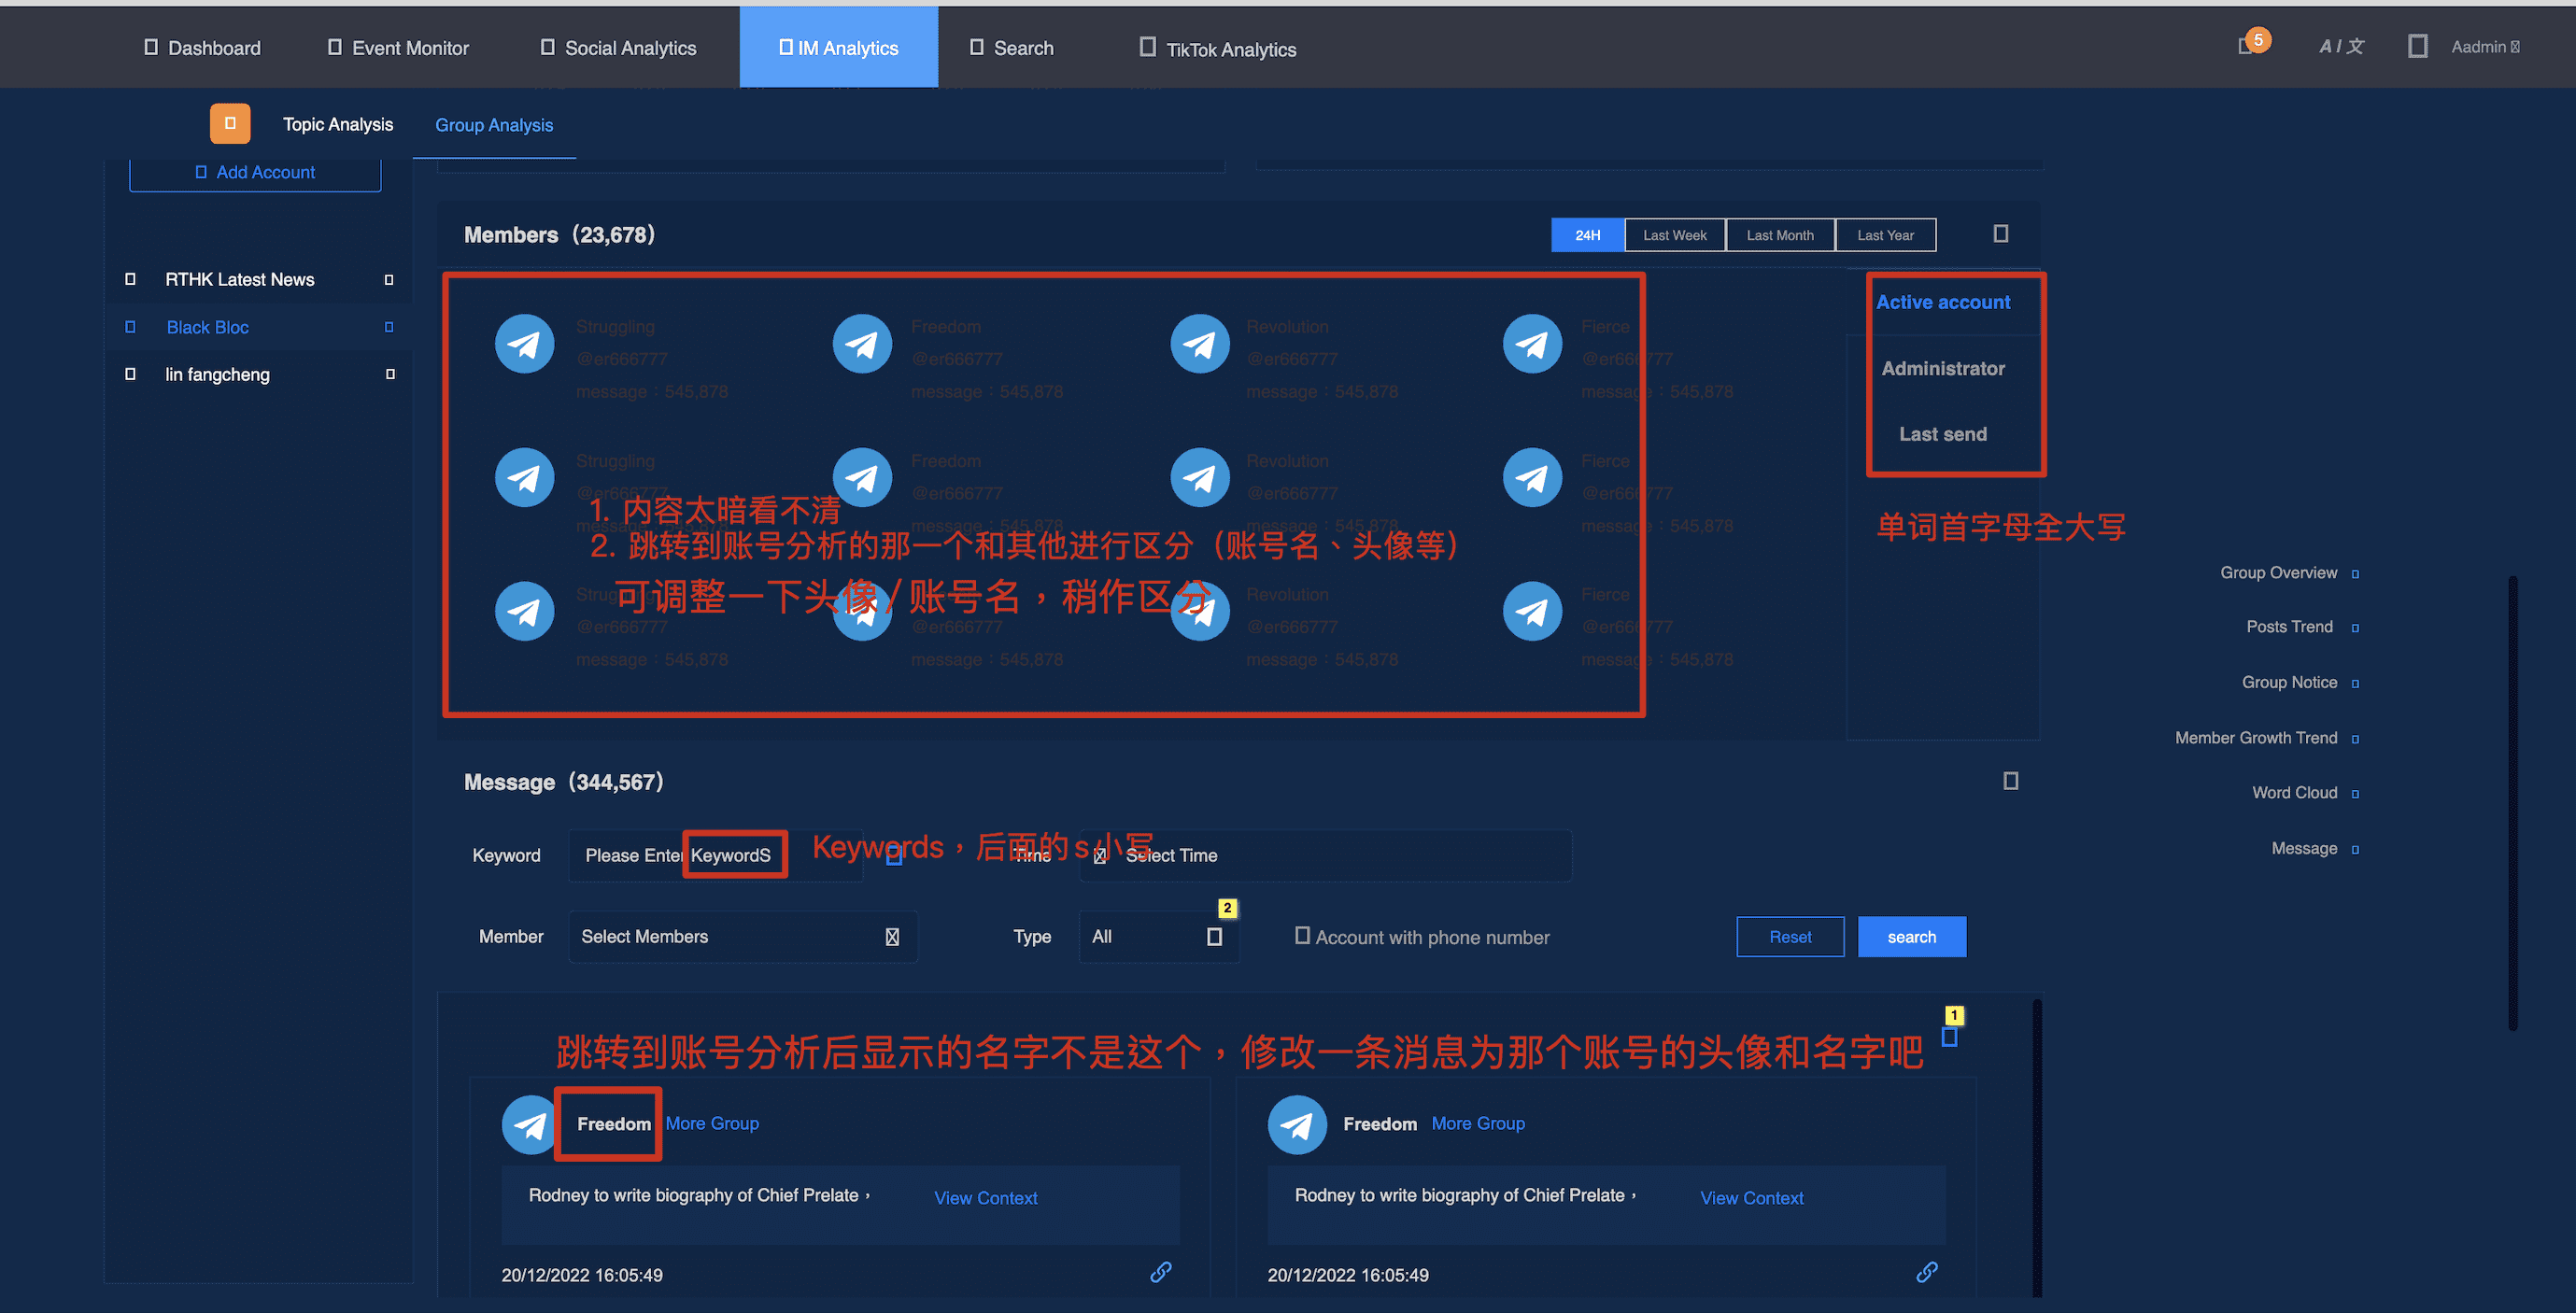 Dashboard
Event Monitor
Social Analytics
IM Analytics
Search
TikTok Analytics
5
A / 文
Aadmin
Topic Analysis
Group Analysis
Add Account
RTHK Latest News
Black Bloc
lin fangcheng
Members（23,678）
24H
Last Week
Last Month
Last Year
Struggling
@er666777
message：545,878
Freedom
@er666777
message：545,878
Revolution
@er666777
message：545,878
Fierce
@er666777
message：545,878
Struggling
@er666777
message：545,878
Freedom
@er666777
message：545,878
Revolution
@er666777
message：545,878
Fierce
@er666777
message：545,878
1. 内容太暗看不清
2. 跳转到账号分析的那一个和其他进行区分（账号名、头像等）
可调整一下头像/账号名，稍作区分
Struggling
@er666777
message：545,878
Freedom
@er666777
message：545,878
Revolution
@er666777
message：545,878
Fierce
@er666777
message：545,878
Active account
Administrator
Last send
单词首字母全大写
Group Overview
Posts Trend
Group Notice
Member Growth Trend
Word Cloud
Message
Message（344,567）
Keyword
Please Enter KeywordS
Keywords，后面的s小写
Time
Select Time
Member
Select Members
Type
All
2
Account with phone number
Reset
search
1
跳转到账号分析后显示的名字不是这个，修改一条消息为那个账号的头像和名字吧
Freedom
More Group
Rodney to write biography of Chief Prelate，
View Context
20/12/2022 16:05:49
Freedom
More Group
Rodney to write biography of Chief Prelate，
View Context
20/12/2022 16:05:49